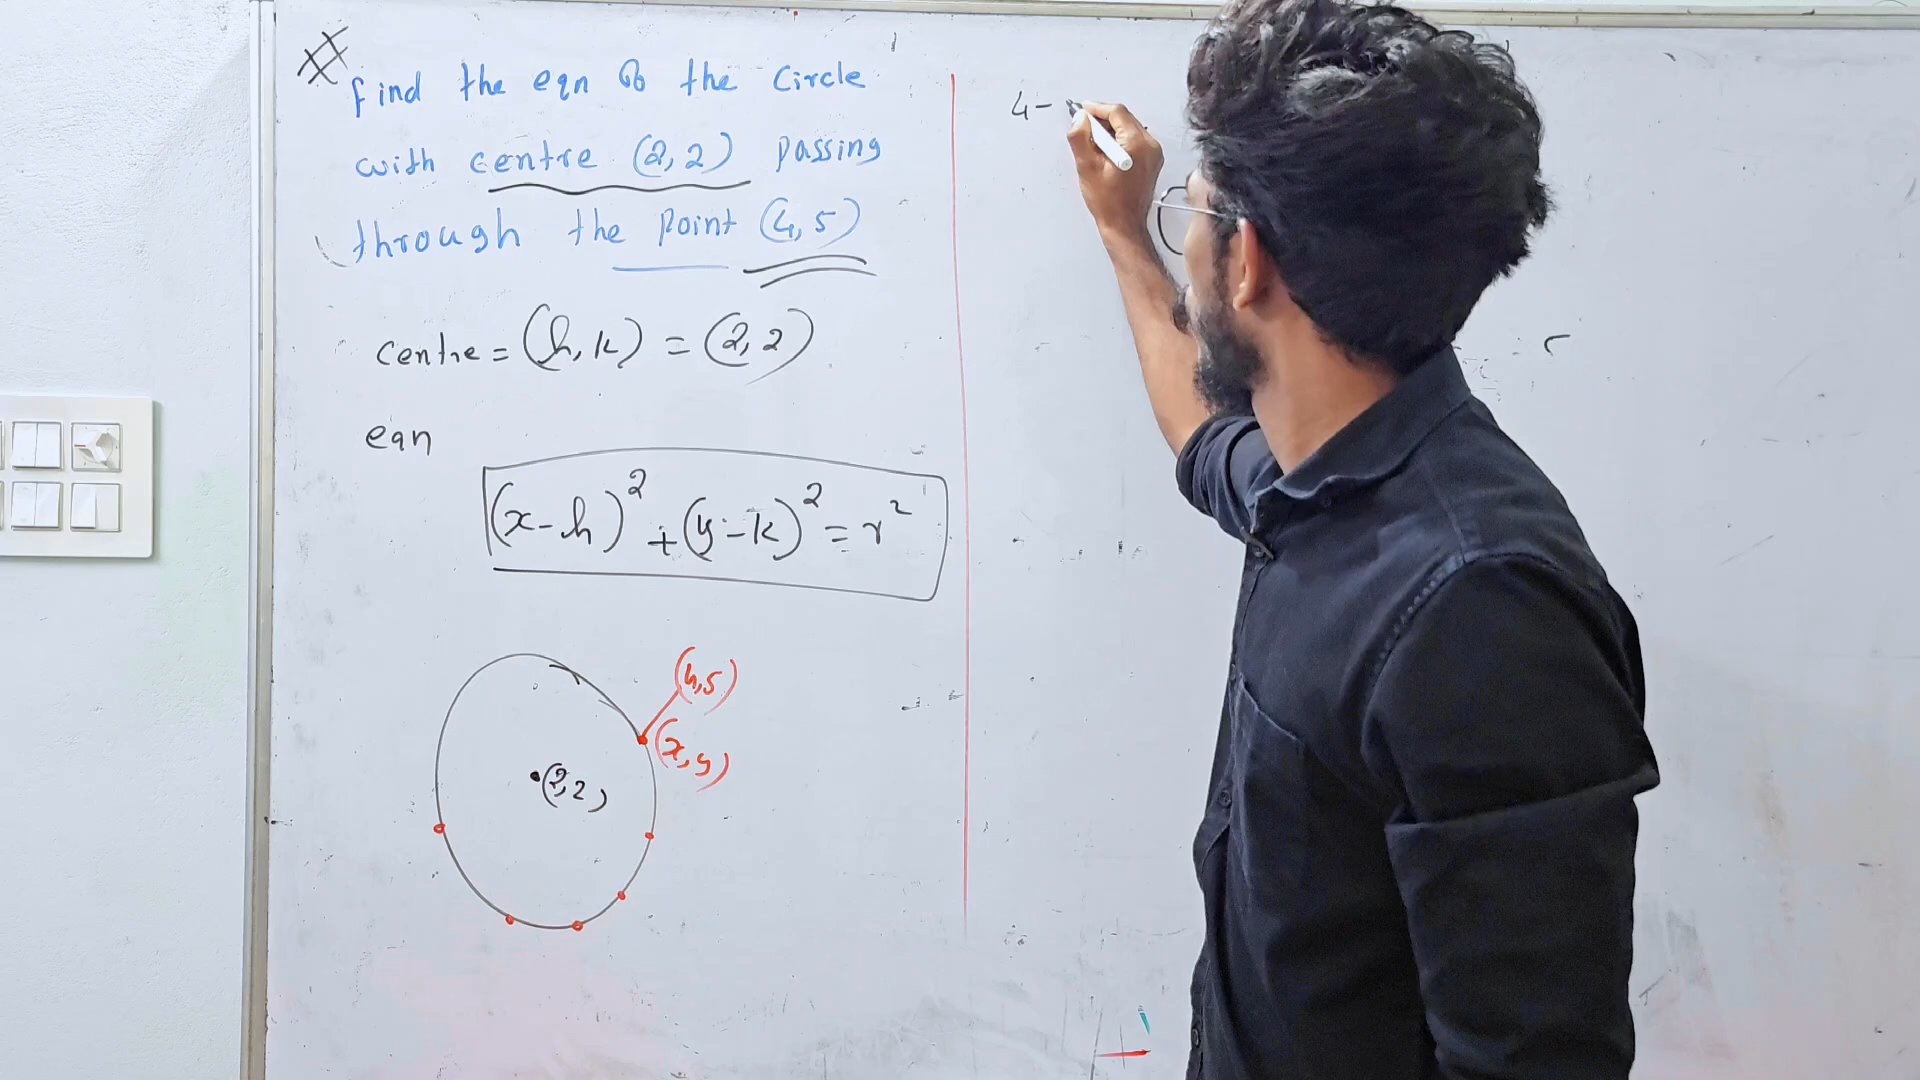 find the eqn of the circle
with centre (2,2) passing
through the point (4,5)
centre = (h,k) = (2,2)
eqn
(x-h)² + (y-k)² = r²
(4,5)
(x,y)
(2,2)
4-